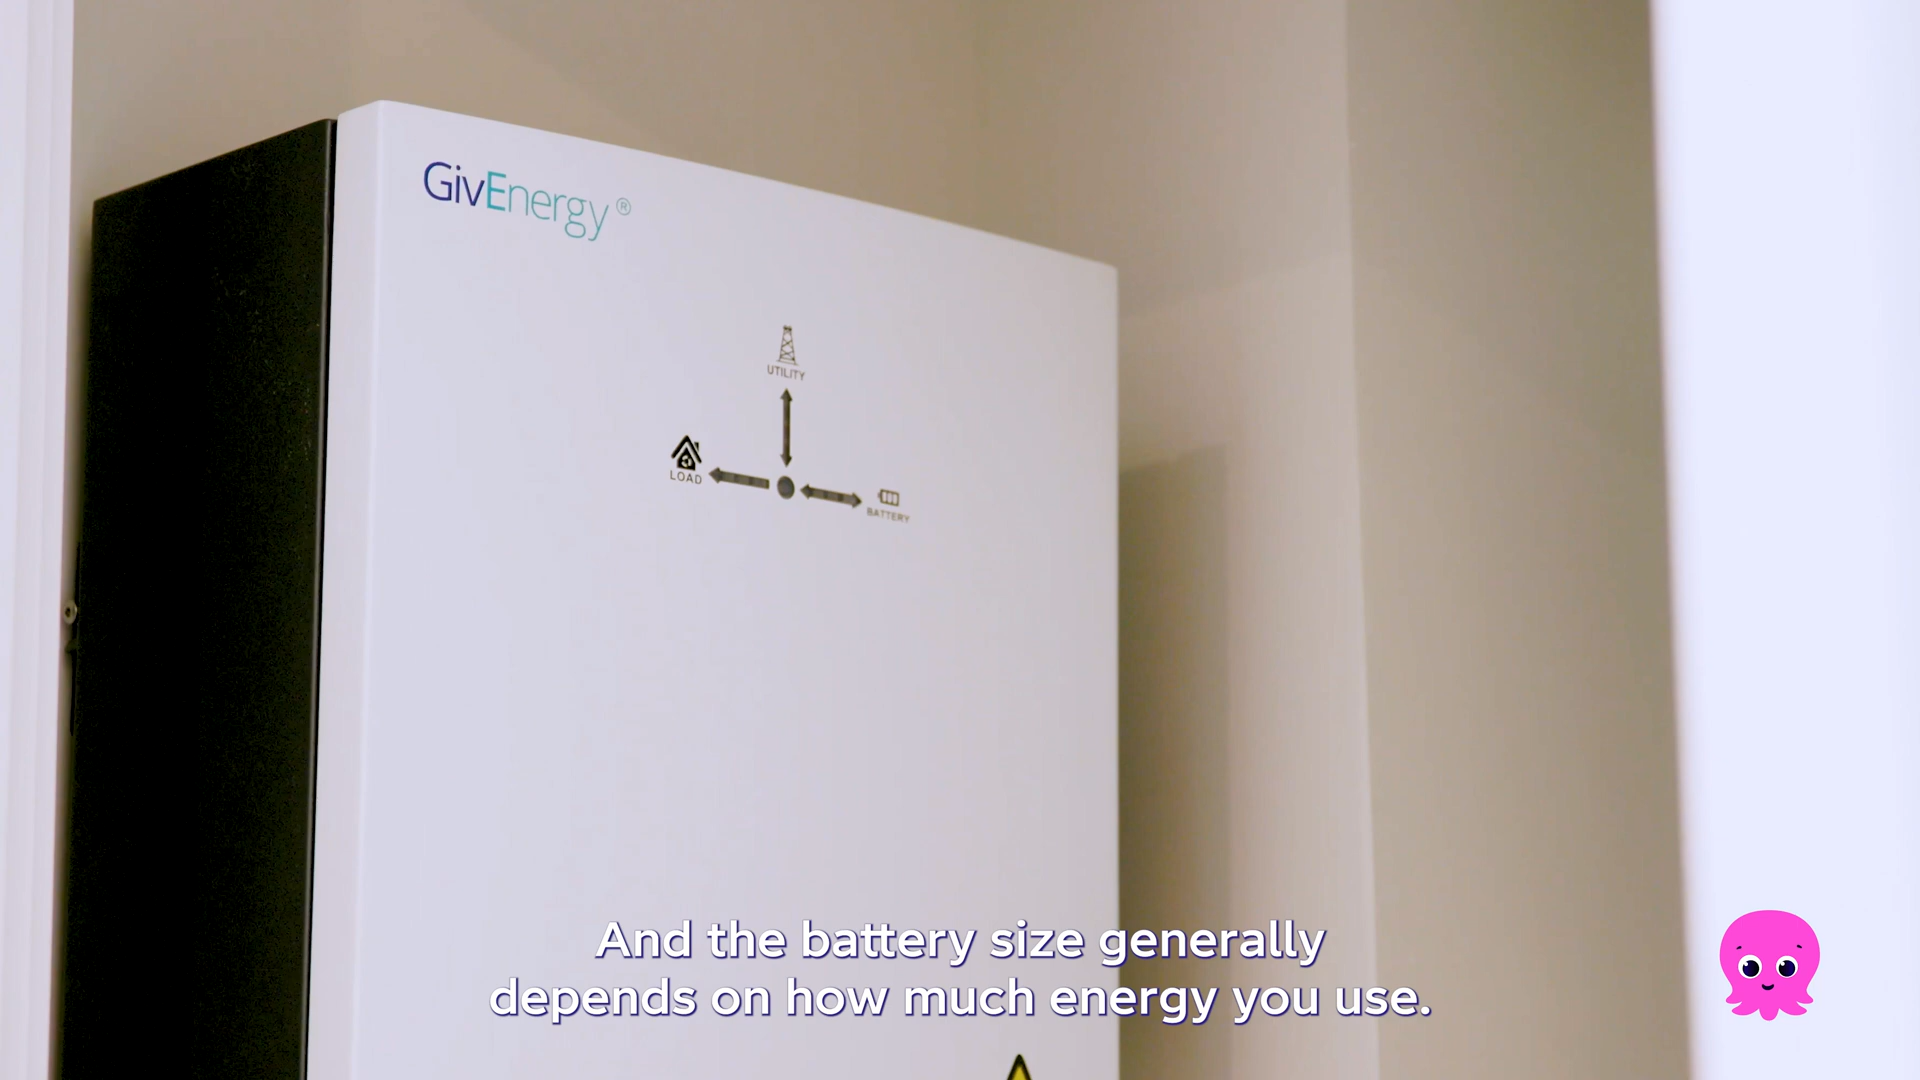 GivEnergy ®
UTILITY
LOAD
BATTERY
And the battery size generally
depends on how much energy you use.